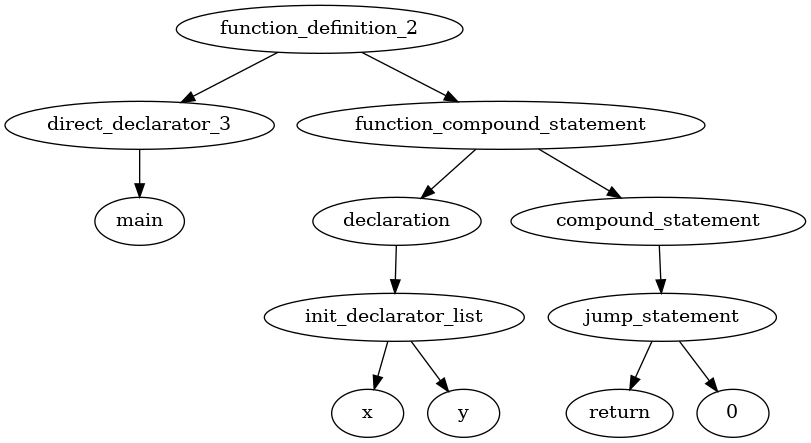 function_definition_2
direct_declarator_3
function_compound_statement
main
declaration
compound_statement
init_declarator_list
jump_statement
x
y
return
0